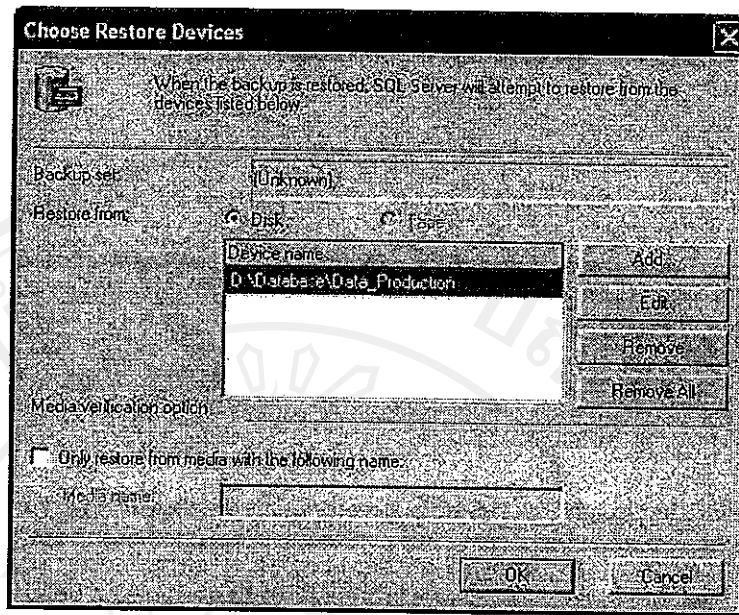 Choose Restore Devices
When the backup is restored, SQL Server will attempt to restore from the
devices listed below.
Backup set:
(Unknown)
Restore from:
Disk
Tape
Device name
D:\Database\Data_Production
Add...
Edit...
Remove
Remove All
Media verification option
Only restore from media with the following name:
Media name:
OK
Cancel